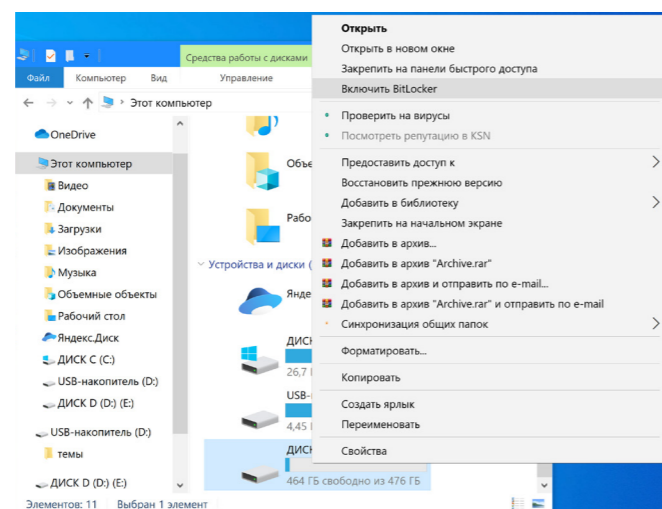 Средства работы с дисками
Файл Компьютер Вид Управление
Этот компьютер
OneDrive
Этот компьютер
Видео
Документы
Загрузки
Изображения
Музыка
Объемные объекты
Рабочий стол
Яндекс.Диск
ДИСК C (C:)
USB-накопитель (D:)
ДИСК D (D:) (E:)
USB-накопитель (D:)
темы
ДИСК D (D:) (E:)
Устройства и диски (
26,7
USB-
4,45
464 ГБ свободно из 476 ГБ
Элементов: 11 Выбран 1 элемент
Открыть
Открыть в новом окне
Закрепить на панели быстрого доступа
Включить BitLocker
Проверить на вирусы
Посмотреть репутацию в KSN
Предоставить доступ к
Восстановить прежнюю версию
Добавить в библиотеку
Закрепить на начальном экране
Добавить в архив...
Добавить в архив "Archive.rar"
Добавить в архив и отправить по e-mail...
Добавить в архив "Archive.rar" и отправить по e-mail
Синхронизация общих папок
Форматировать...
Копировать
Создать ярлык
Переименовать
Свойства